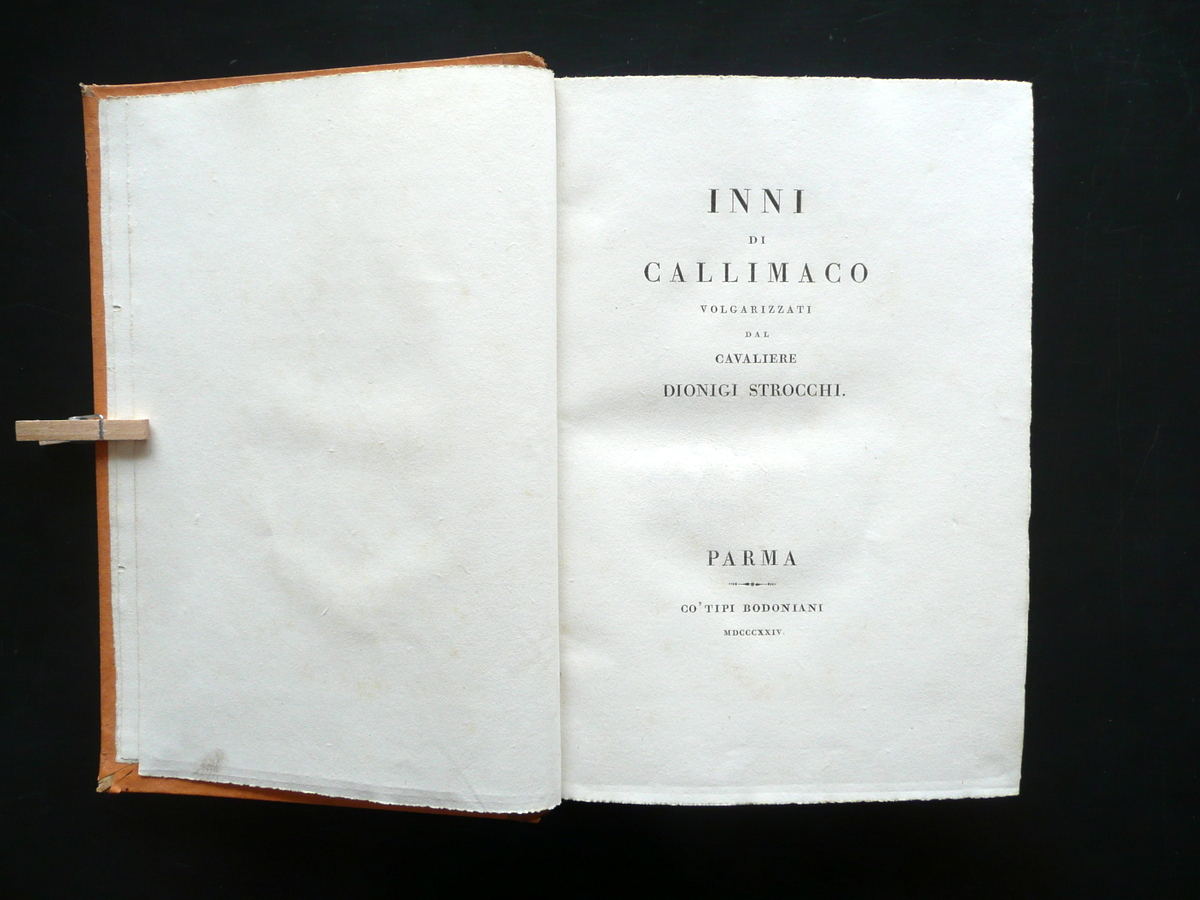 INNI
DI
CALLIMACO
VOLGARIZZATI
DAL
CAVALIERE
DIONIGI STROCCHI.
PARMA
CO' TIPI BODONIANI
MDCCCXXIV.